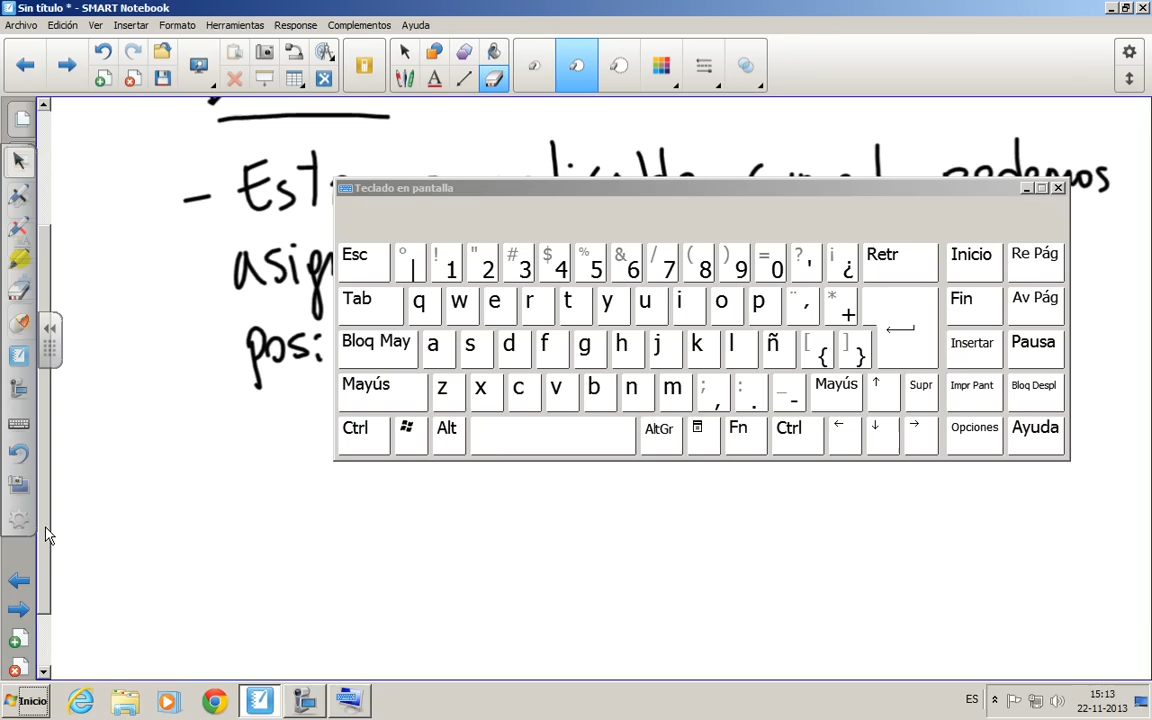 Sin título * - SMART Notebook
Archivo Edición Ver Insertar Formato Herramientas Response Complementos Ayuda
podemos
- Est
Teclado en pantalla
asig
Esc ° | ! 1 " 2 # 3 $ 4 % 5 & 6 / 7 ( 8 ) 9 = 0 ? ' ¡ ¿ Retr Inicio Re Pág
Tab q w e r t y u i o p ¨ ´ * + Fin Av Pág
Bloq May a s d f g h j k l ñ [ { ] } Insertar Pausa
pos:
Mayús z x c v b n m ; , : . _ - Mayús ↑ Supr Impr Pant Bloq Despl
Ctrl Alt AltGr Fn Ctrl ← ↓ → Opciones Ayuda
Inicio ES 15:13
22-11-2013